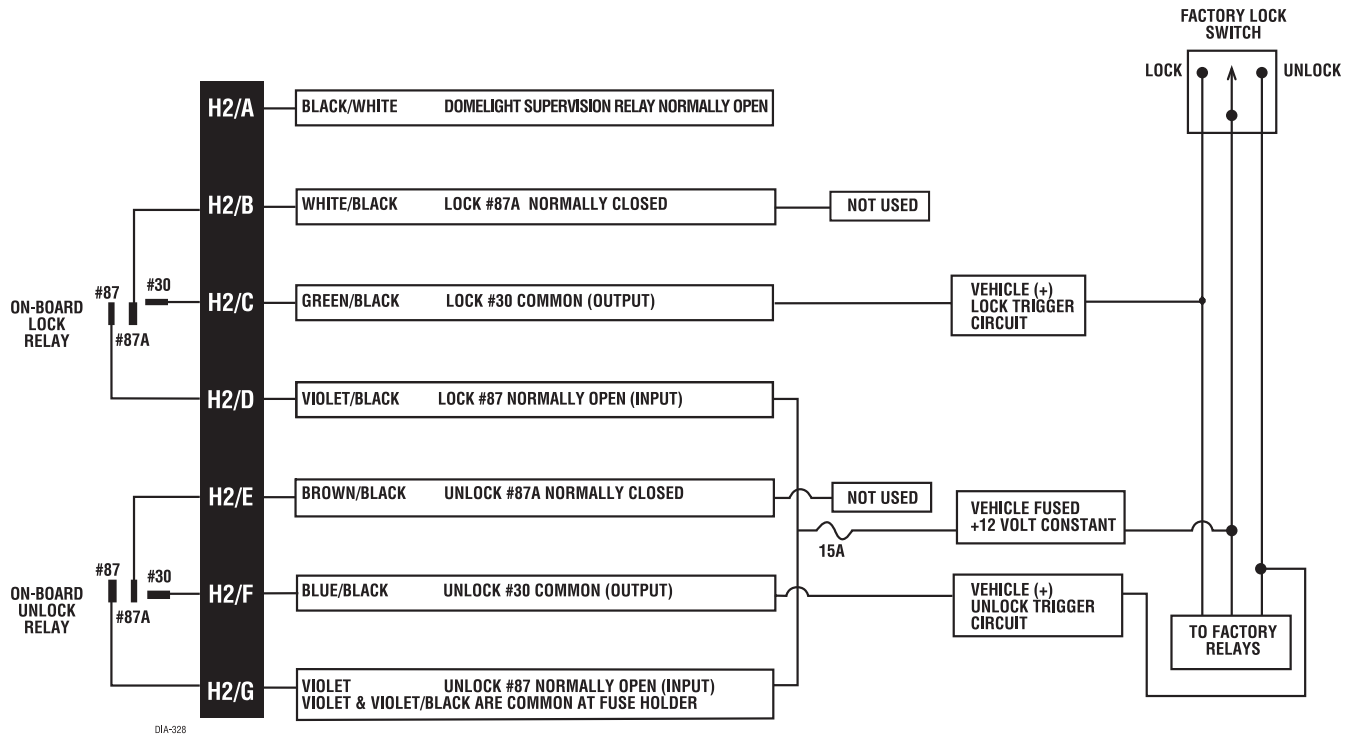 FACTORY LOCK
SWITCH
LOCK
UNLOCK
H2/A
BLACK/WHITE DOMELIGHT SUPERVISION RELAY NORMALLY OPEN
H2/B
WHITE/BLACK LOCK #87A NORMALLY CLOSED
NOT USED
ON-BOARD
LOCK
RELAY
#87
#30
#87A
H2/C
GREEN/BLACK LOCK #30 COMMON (OUTPUT)
VEHICLE (+)
LOCK TRIGGER
CIRCUIT
H2/D
VIOLET/BLACK LOCK #87 NORMALLY OPEN (INPUT)
H2/E
BROWN/BLACK UNLOCK #87A NORMALLY CLOSED
NOT USED
15A
VEHICLE FUSED
+12 VOLT CONSTANT
ON-BOARD
UNLOCK
RELAY
#87
#30
#87A
H2/F
BLUE/BLACK UNLOCK #30 COMMON (OUTPUT)
VEHICLE (+)
UNLOCK TRIGGER
CIRCUIT
TO FACTORY
RELAYS
H2/G
VIOLET UNLOCK #87 NORMALLY OPEN (INPUT)
VIOLET & VIOLET/BLACK ARE COMMON AT FUSE HOLDER
DIA-328